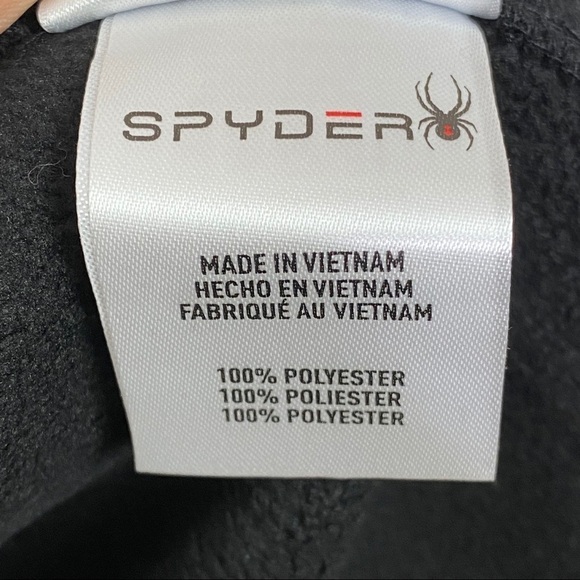 SPYDER
MADE IN VIETNAM
HECHO EN VIETNAM
FABRIQUÉ AU VIETNAM
100% POLYESTER
100% POLIESTER
100% POLYESTER